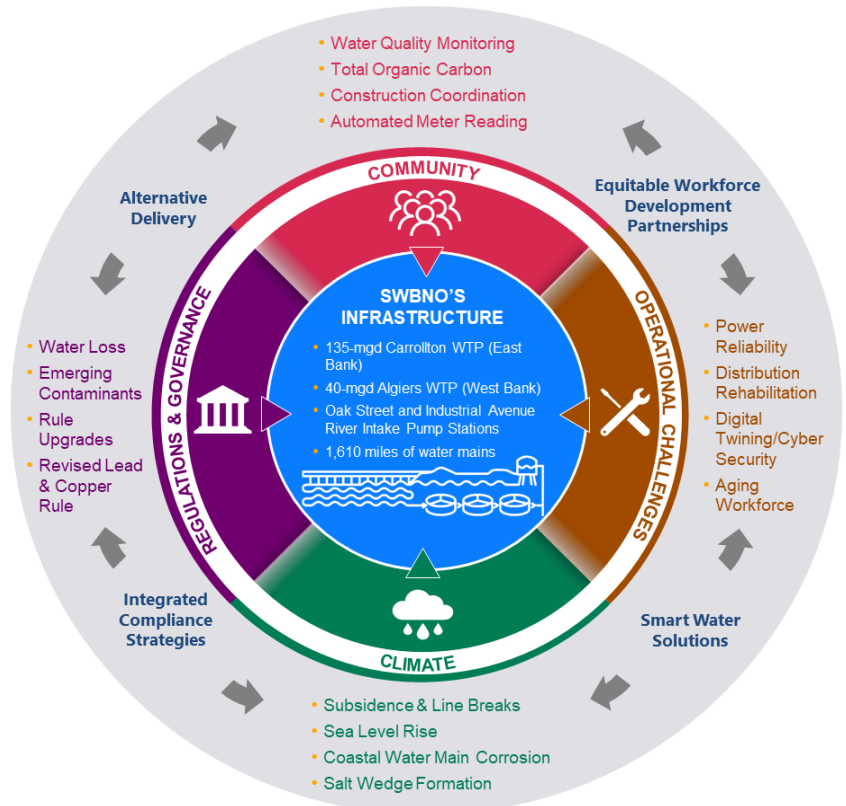 • Water Quality Monitoring
• Total Organic Carbon
• Construction Coordination
• Automated Meter Reading
COMMUNITY
Alternative
Delivery
Equitable Workforce
Development
Partnerships
REGULATIONS & GOVERNANCE
• Water Loss
• Emerging
Contaminants
• Rule
Upgrades
• Revised Lead
& Copper
Rule
SWBNO'S
INFRASTRUCTURE
• 135-mgd Carrollton WTP (East
Bank)
• 40-mgd Algiers WTP (West Bank)
• Oak Street and Industrial Avenue
River Intake Pump Stations
• 1,610 miles of water mains
OPERATIONAL CHALLENGES
• Power
Reliability
• Distribution
Rehabilitation
• Digital
Twining/Cyber
Security
• Aging
Workforce
Integrated
Compliance
Strategies
Smart Water
Solutions
CLIMATE
• Subsidence & Line Breaks
• Sea Level Rise
• Coastal Water Main Corrosion
• Salt Wedge Formation